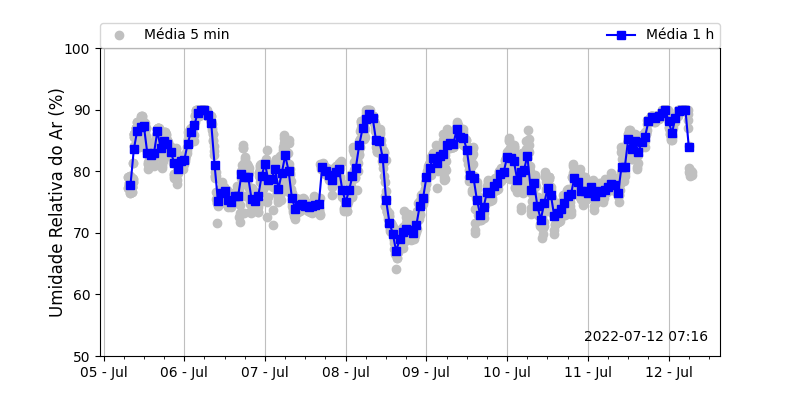 Média 5 min Média 1 h
Umidade Relativa do Ar (%)
100
90
80
70
60
50
2022-07-12 07:16
05 - Jul 06 - Jul 07 - Jul 08 - Jul 09 - Jul 10 - Jul 11 - Jul 12 - Jul